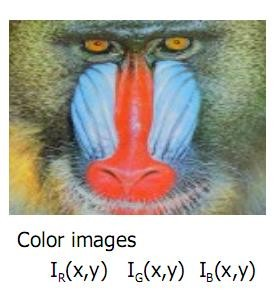 Color images
I_R(x,y) I_G(x,y) I_B(x,y)